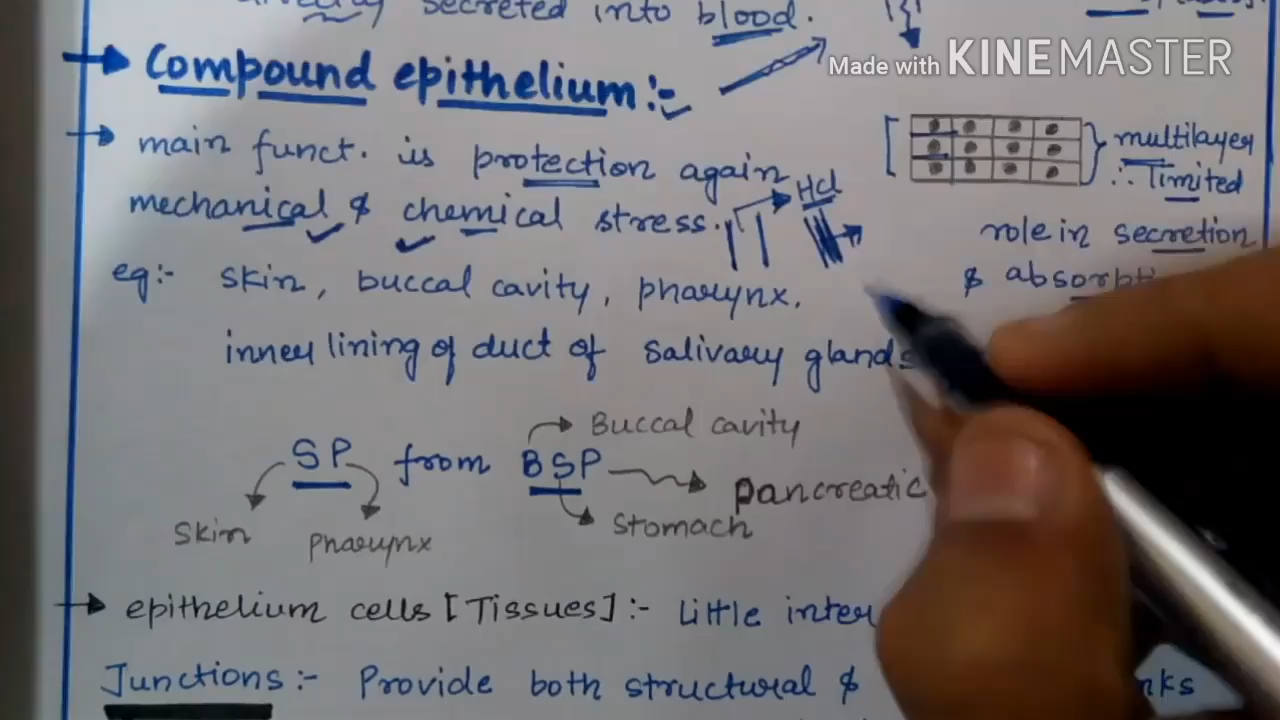 secreted into blood.
Made with KINEMASTER
Compound epithelium :-
main funct. is protection again
mechanical & chemical stress.
HCl
multilayer
∴ Limited
role in secretion
& absorpti
eg:- skin, buccal cavity, pharynx,
inner lining of duct of salivary glands
Buccal cavity
SP from BSP
pancreatic
Skin
Pharynx
Stomach
epithelium cells [Tissues] :- Little inter
Junctions :- Provide both structural & nks